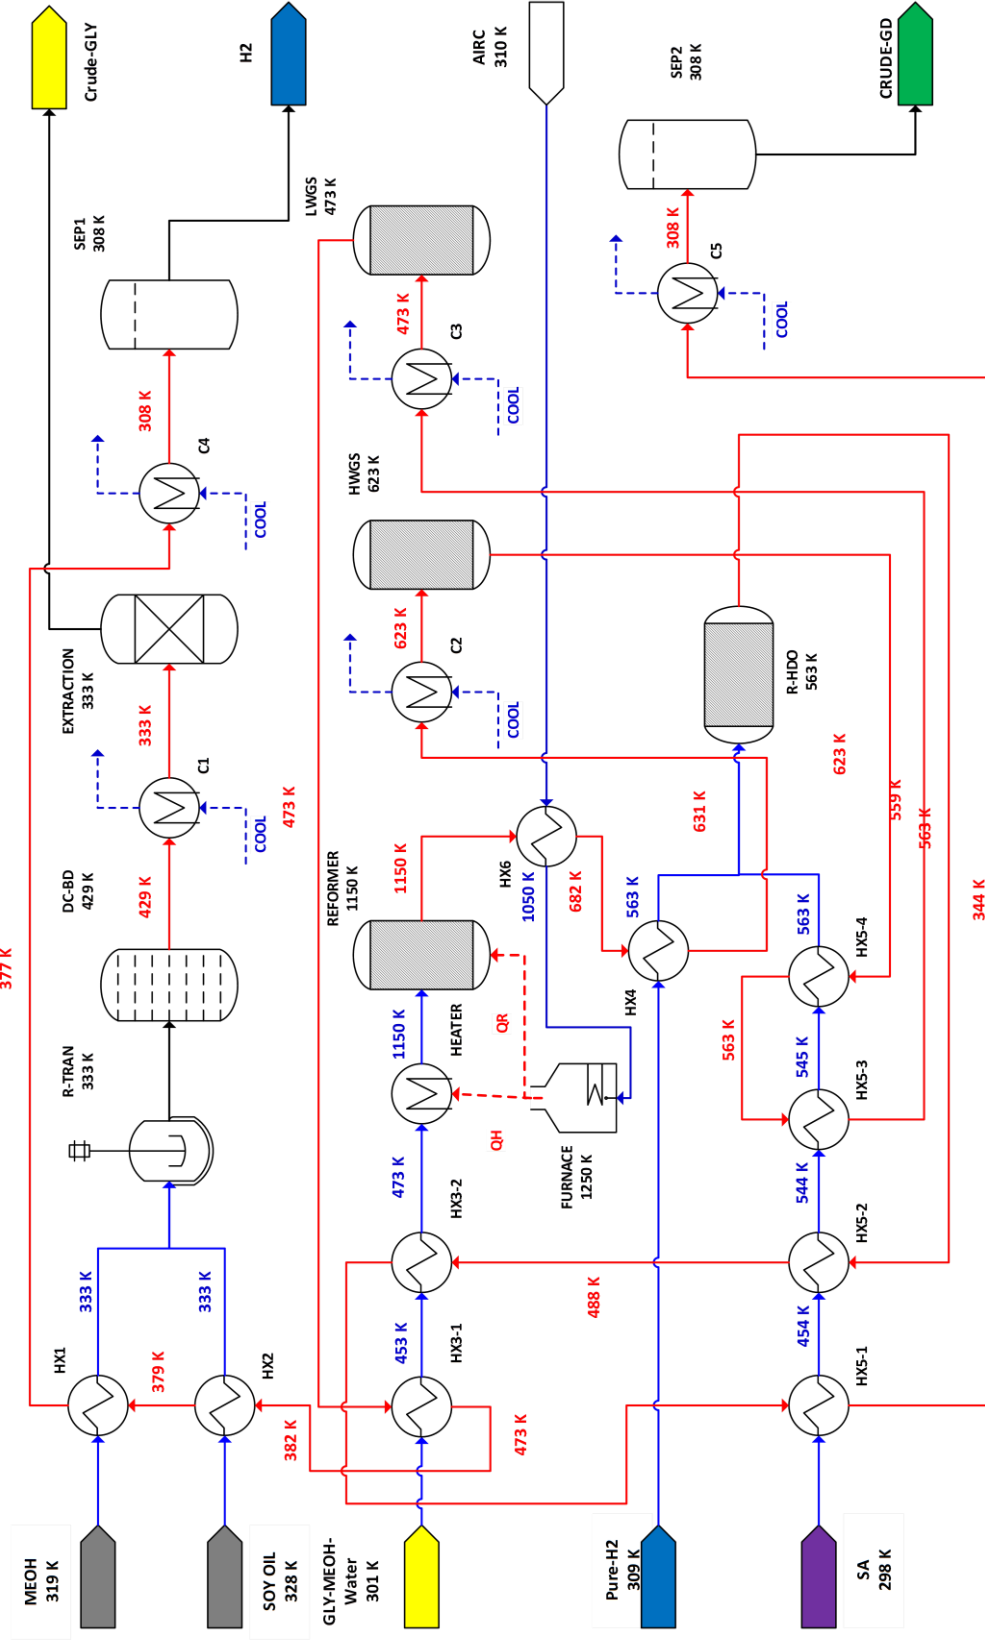 377 K
MEOH
319 K
HX1
333 K
R-TRAN
333 K
DC-BD
429 K
EXTRACTION
333 K
SEP1
308 K
Crude-GLY
379 K
429 K
333 K
308 K
333 K
C1
C4
H2
SOY OIL
328 K
HX2
382 K
COOL
COOL
473 K
GLY-MEOH-
Water
301 K
REFORMER
1150 K
HWGS
623 K
LWGS
473 K
453 K
473 K
1150 K
1150 K
623 K
473 K
HX3-1
HX3-2
HEATER
C2
C3
473 K
QH
QR
COOL
COOL
AIRC
310 K
HX6
1050 K
FURNACE
1250 K
682 K
488 K
Pure-H2
309 K
HX4
563 K
631 K
308 K
SEP2
308 K
C5
COOL
563 K
R-HDO
563 K
454 K
544 K
545 K
563 K
623 K
SA
298 K
HX5-1
HX5-2
HX5-3
HX5-4
559 K
563 K
CRUDE-GD
344 K